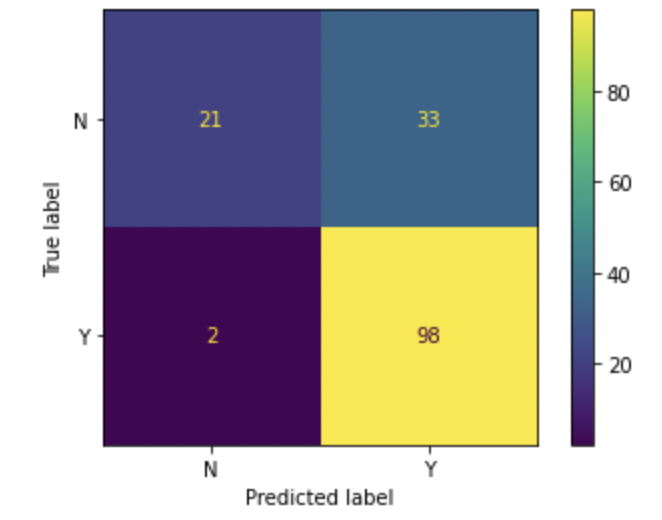 N 21 33
Y 2 98
N Y
Predicted label
True label
80
60
40
20